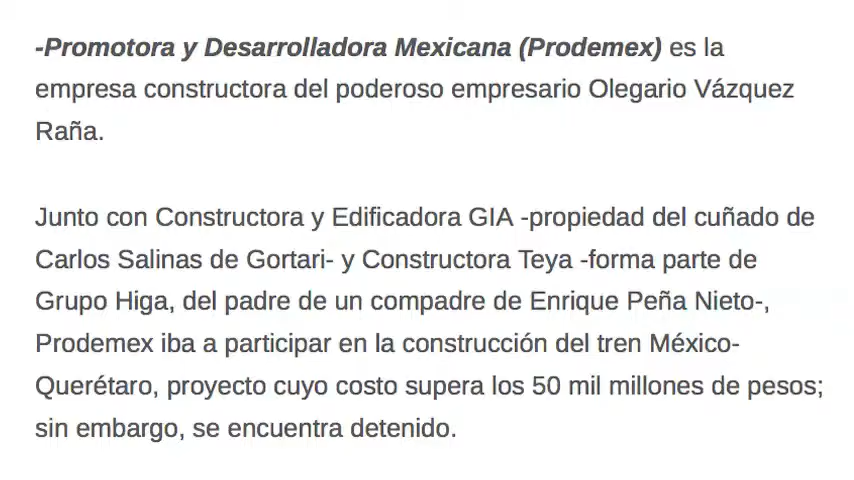 -Promotora y Desarrolladora Mexicana (Prodemex) es la
empresa constructora del poderoso empresario Olegario Vázquez
Raña.
Junto con Constructora y Edificadora GIA -propiedad del cuñado de
Carlos Salinas de Gortari- y Constructora Teya -forma parte de
Grupo Higa, del padre de un compadre de Enrique Peña Nieto-,
Prodemex iba a participar en la construcción del tren México-
Querétaro, proyecto cuyo costo supera los 50 mil millones de pesos;
sin embargo, se encuentra detenido.